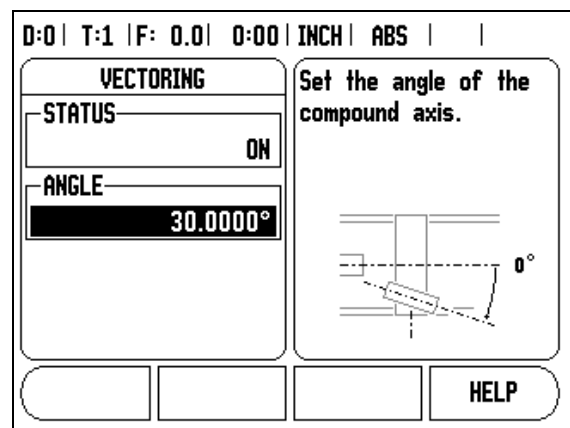 D:0| T:1 |F: 0.0| 0:00| INCH| ABS | |
VECTORING
STATUS
ON
ANGLE
30.0000°
Set the angle of the
compound axis.
0°
HELP